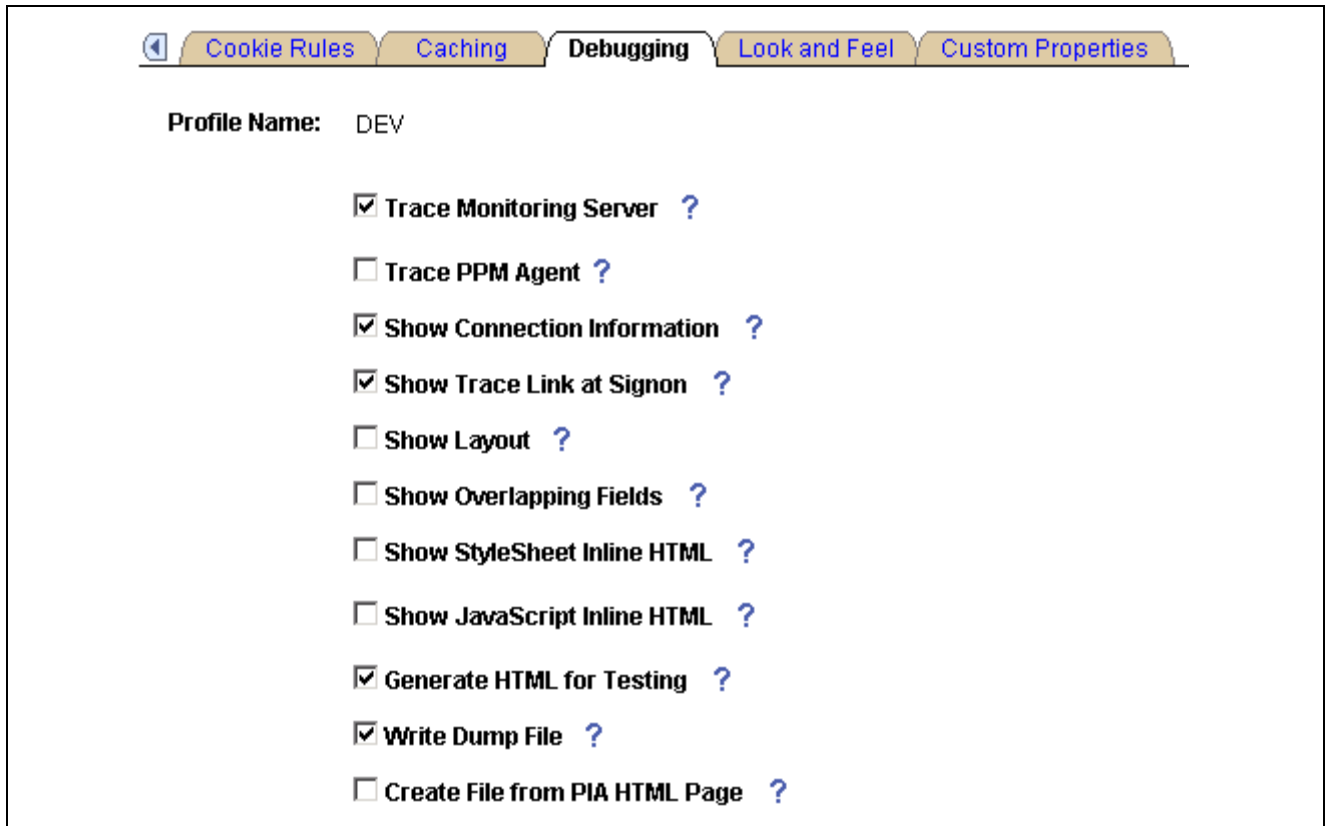 Cookie Rules Caching Debugging Look and Feel Custom Properties
Profile Name: DEV
Trace Monitoring Server ?
Trace PPM Agent ?
Show Connection Information ?
Show Trace Link at Signon ?
Show Layout ?
Show Overlapping Fields ?
Show StyleSheet Inline HTML ?
Show JavaScript Inline HTML ?
Generate HTML for Testing ?
Write Dump File ?
Create File from PIA HTML Page ?